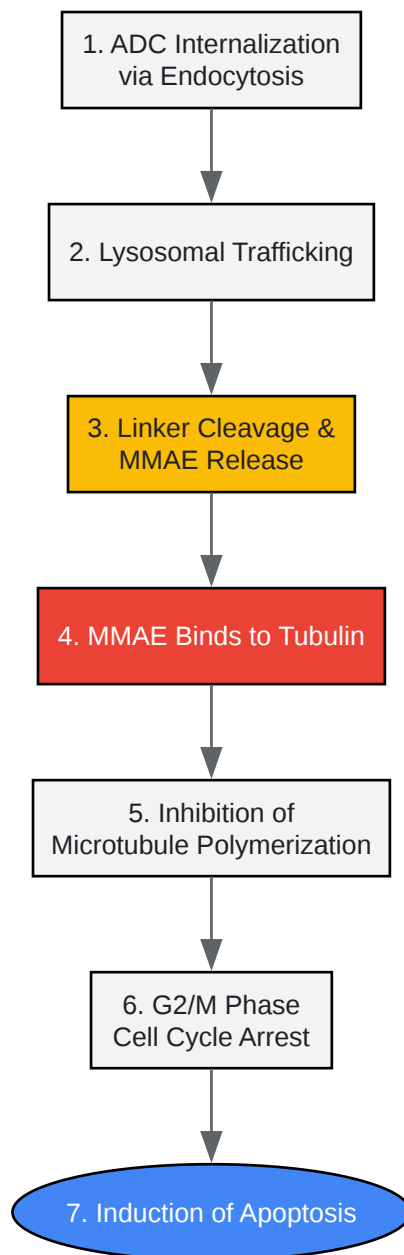 1. ADC Internalization
via Endocytosis
2. Lysosomal Trafficking
3. Linker Cleavage &
MMAE Release
4. MMAE Binds to Tubulin
5. Inhibition of
Microtubule Polymerization
6. G2/M Phase
Cell Cycle Arrest
7. Induction of Apoptosis